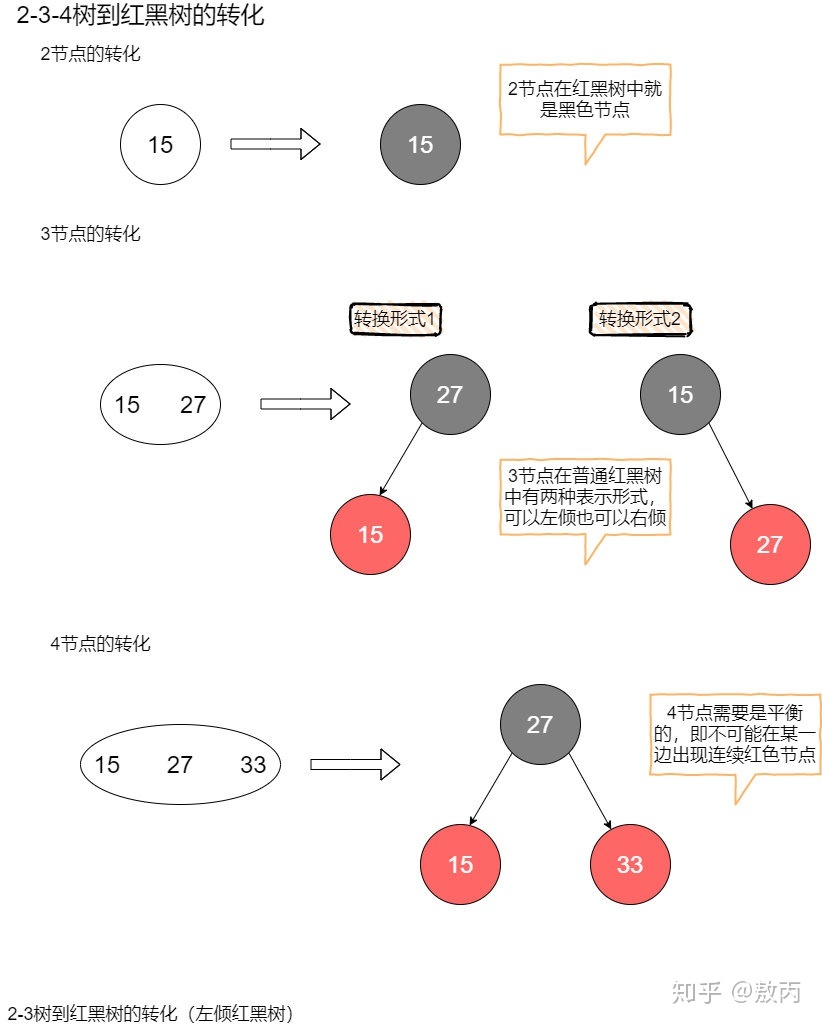 2-3-4树到红黑树的转化
2节点的转化
15
15
2节点在红黑树中就
是黑色节点
3节点的转化
转换形式1
转换形式2
15 27
27
15
15
27
3节点在普通红黑树
中有两种表示形式，
可以左倾也可以右倾
4节点的转化
15 27 33
27
15
33
4节点需要是平衡
的，即不可能在某一
边出现连续红色节点
知乎 @敖丙
2-3树到红黑树的转化（左倾红黑树）